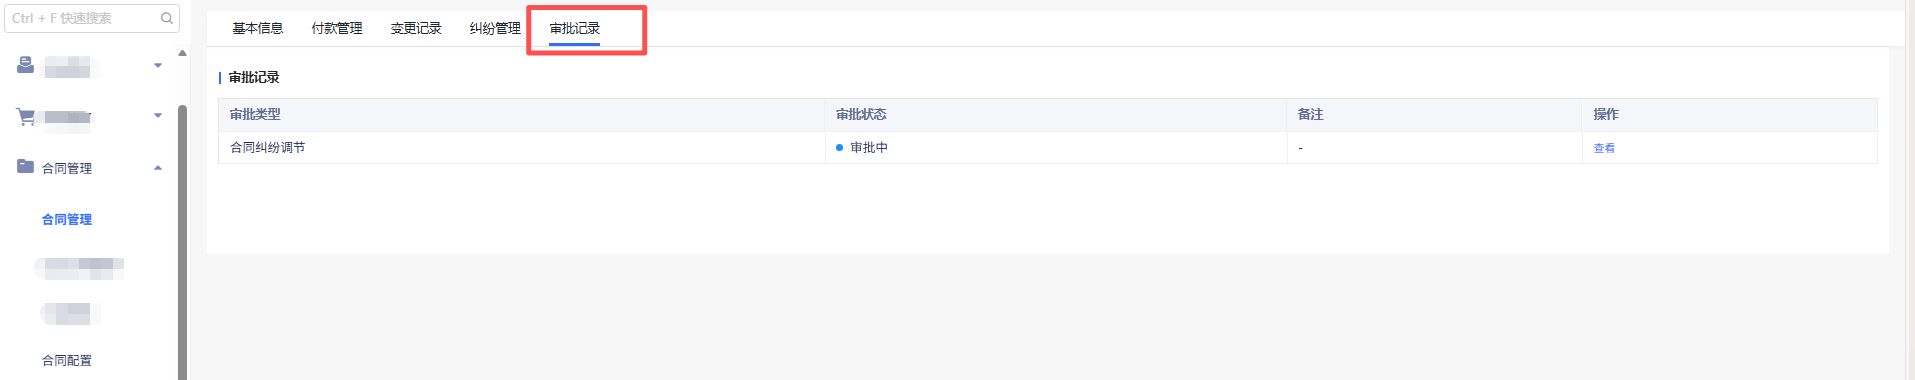 Ctrl + F 快速搜索
基本信息 付款管理 变更记录 纠纷管理 审批记录
审批记录
审批类型 审批状态 备注 操作
合同纠纷调节 审批中 - 查看
合同管理
合同管理
合同配置